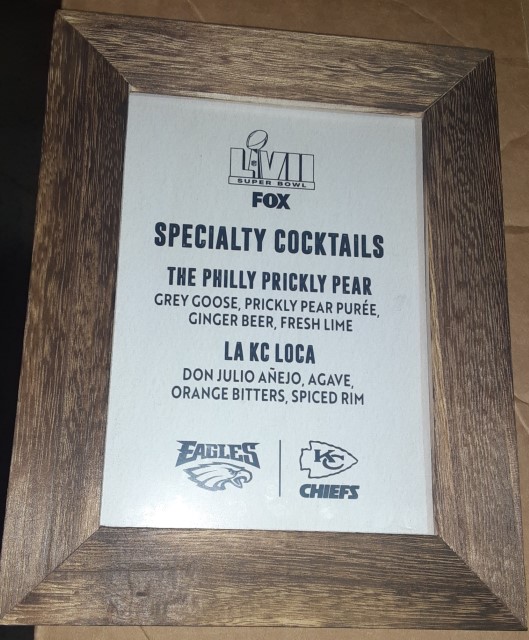 LVII
SUPER BOWL
FOX
SPECIALTY COCKTAILS
THE PHILLY PRICKLY PEAR
GREY GOOSE, PRICKLY PEAR PURÉE,
GINGER BEER, FRESH LIME
LA KC LOCA
DON JULIO AÑEJO, AGAVE,
ORANGE BITTERS, SPICED RIM
EAGLES
KC
CHIEFS